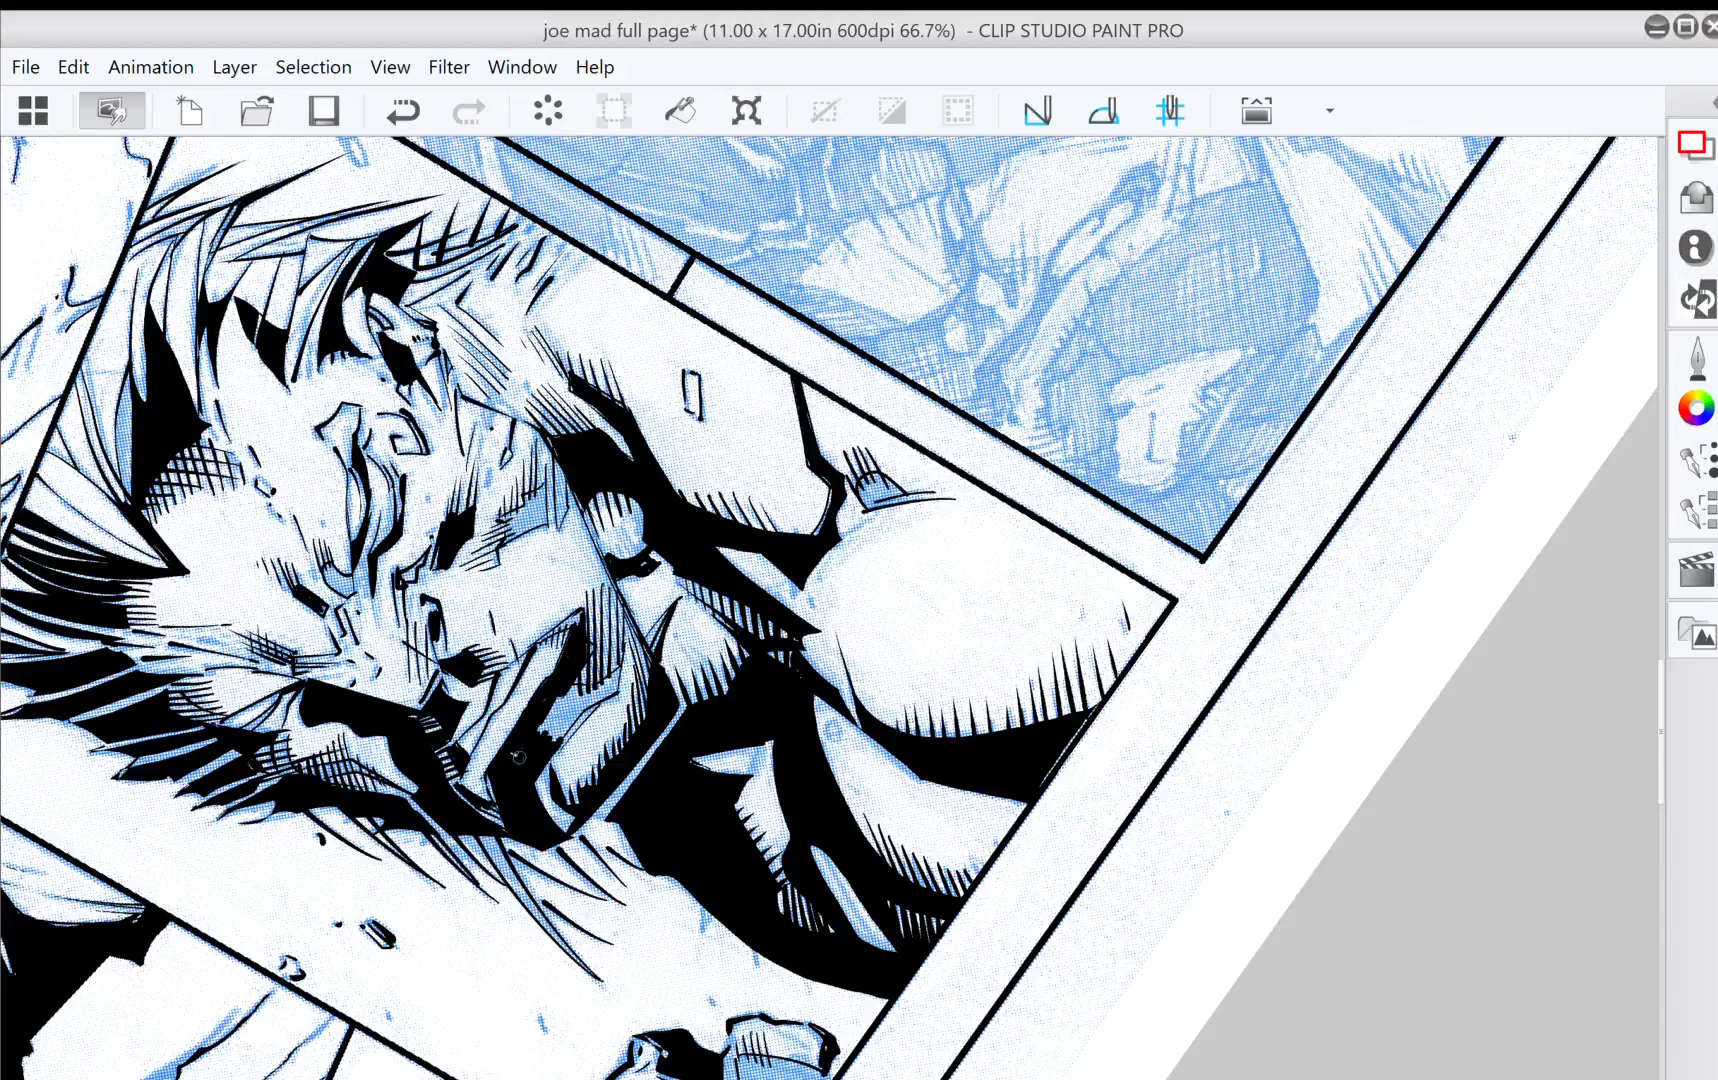 joe mad full page* (11.00 x 17.00in 600dpi 66.7%)  - CLIP STUDIO PAINT PRO
File Edit Animation Layer Selection View Filter Window Help